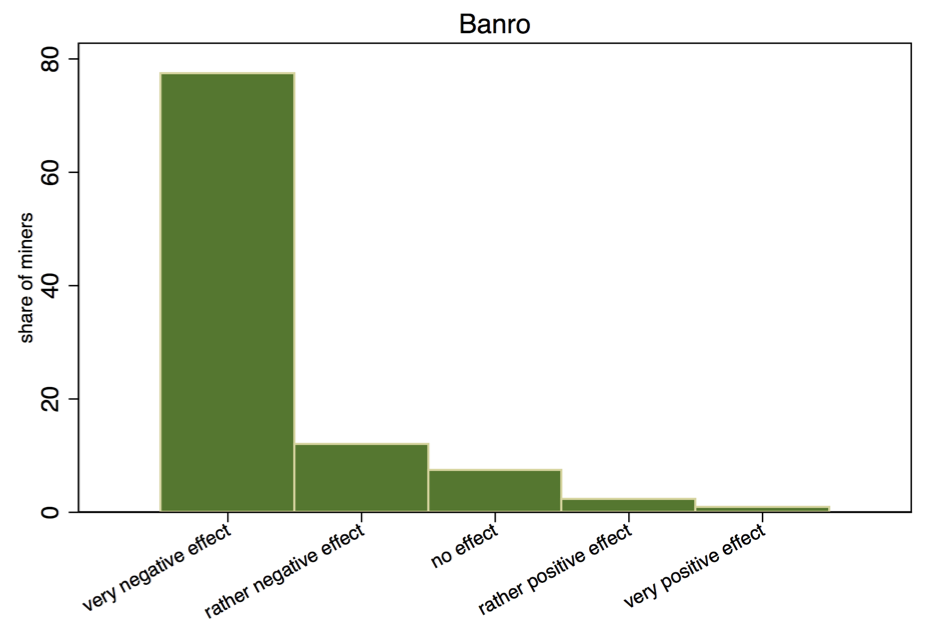 Banro
share of miners
80
60
40
20
0
very negative effect
rather negative effect
no effect
rather positive effect
very positive effect